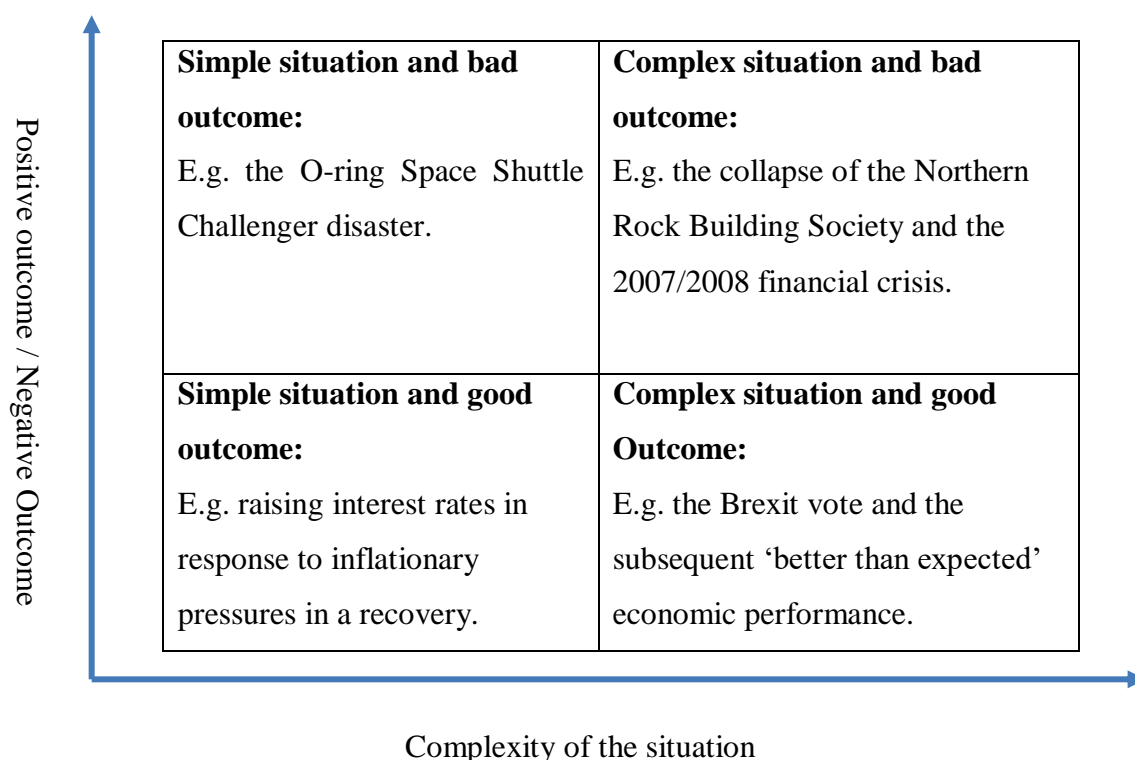 Positive outcome / Negative Outcome
Simple situation and bad
outcome:
E.g. the O-ring Space Shuttle
Challenger disaster.
Complex situation and bad
outcome:
E.g. the collapse of the Northern
Rock Building Society and the
2007/2008 financial crisis.
Simple situation and good
outcome:
E.g. raising interest rates in
response to inflationary
pressures in a recovery.
Complex situation and good
Outcome:
E.g. the Brexit vote and the
subsequent ‘better than expected’
economic performance.
Complexity of the situation